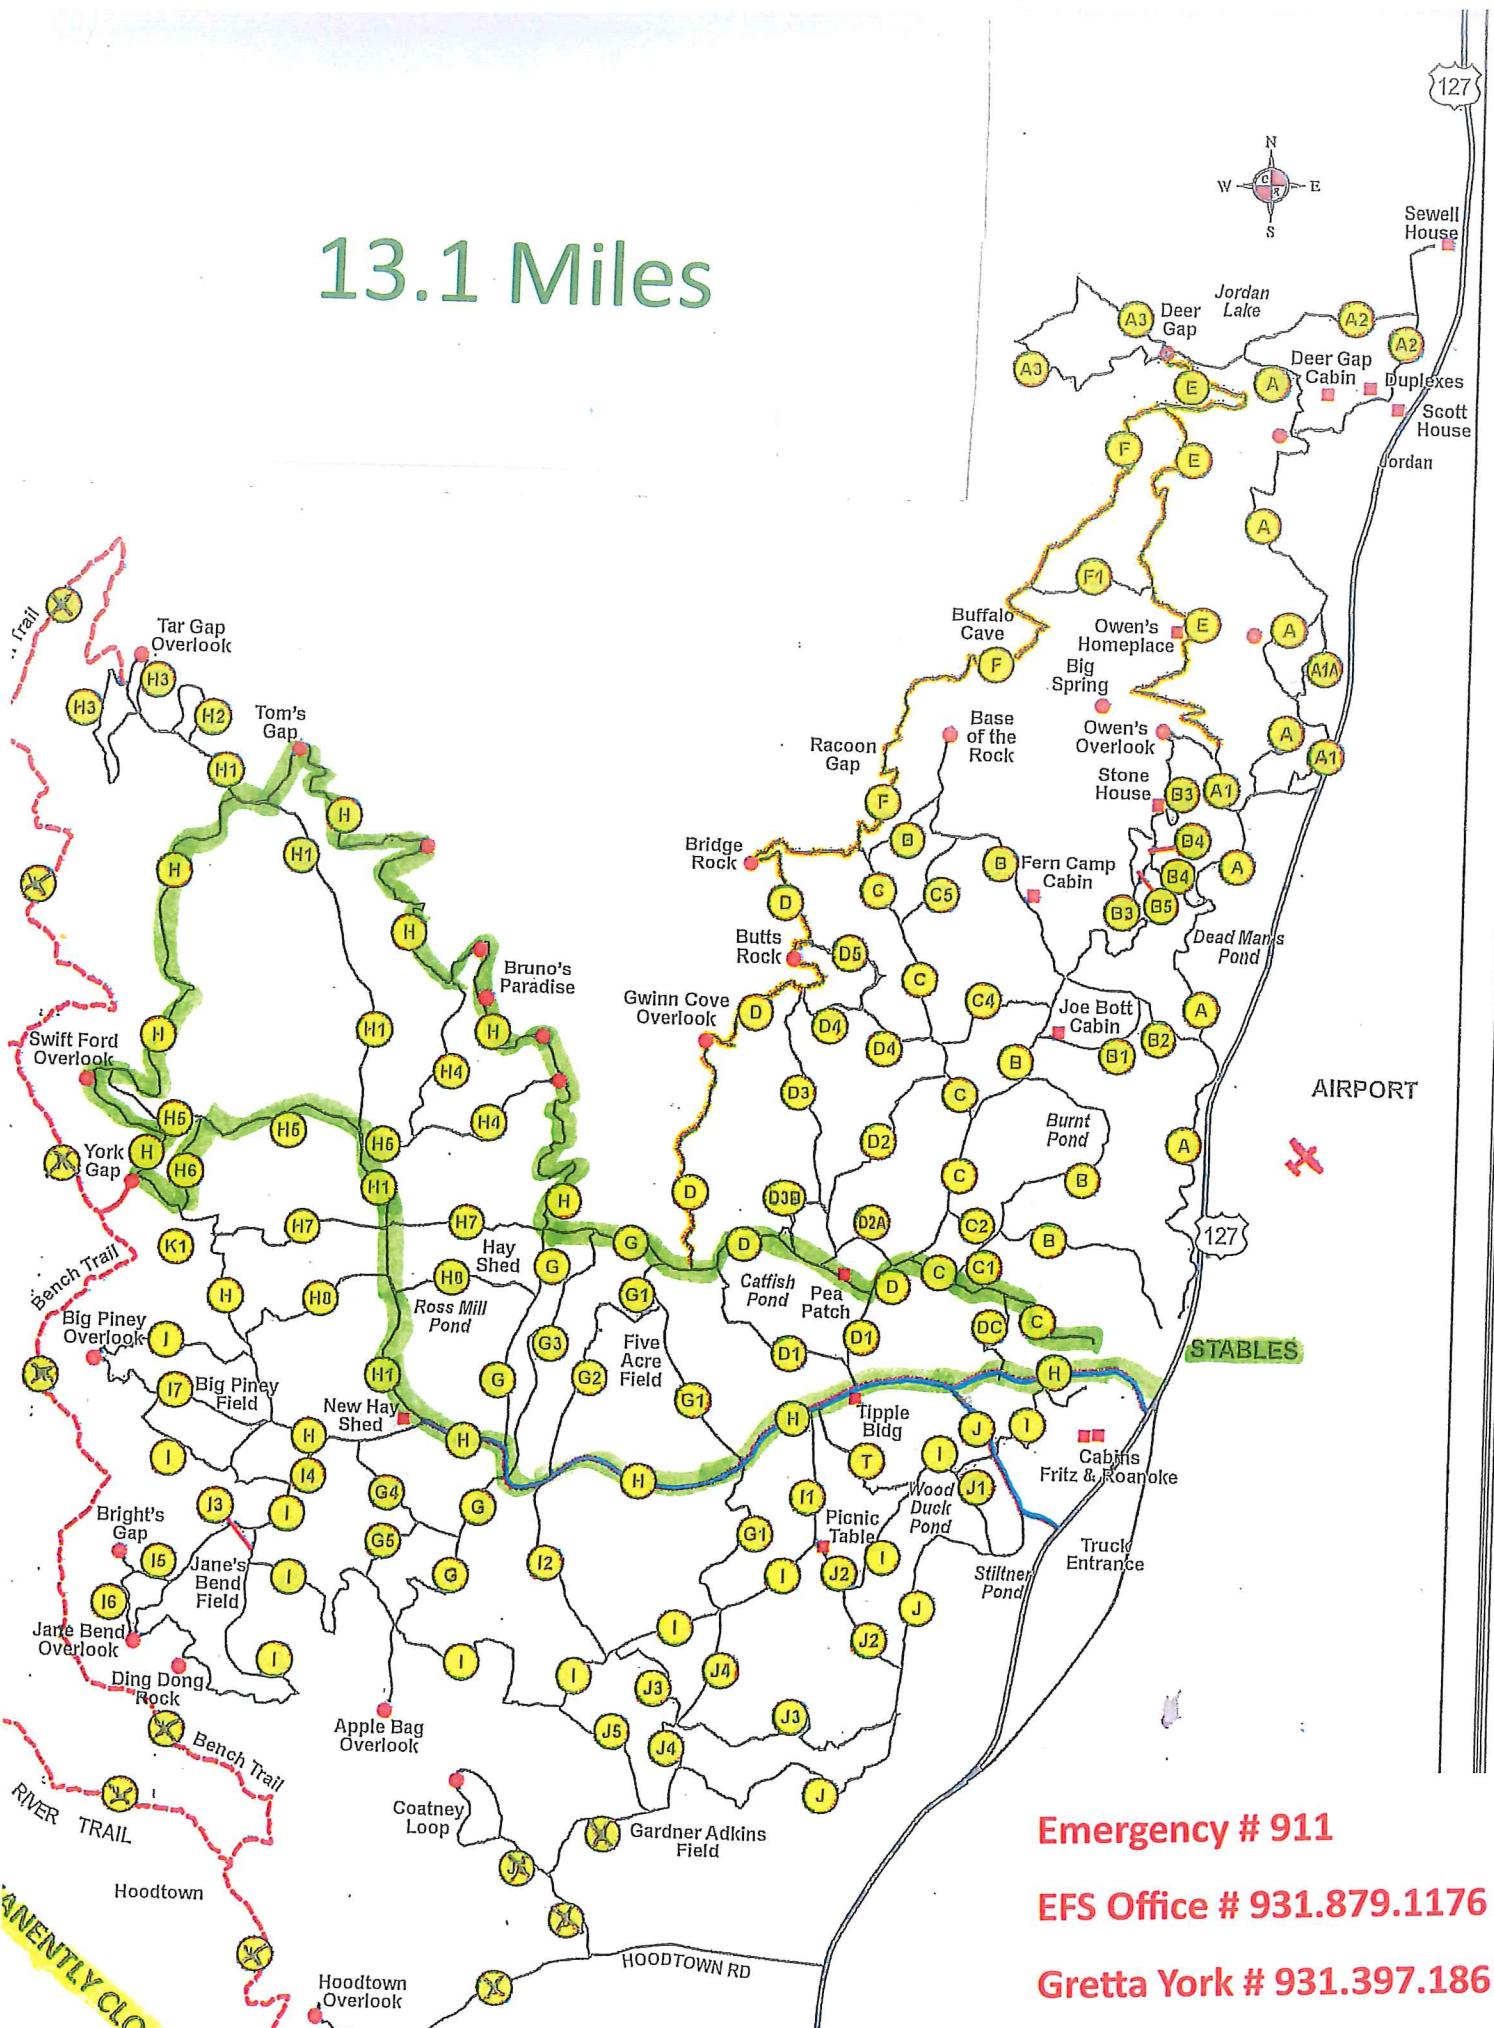 127
N
W C R E
S
Sewell
House
13.1 Miles
Jordan
Lake
A3
Deer
Gap
A2
A2
A3
E
A
Deer Gap
Cabin
Duplexes
Scott
House
F
E
Jordan
A
Trail
F1
Buffalo
Cave
Owen's
Homeplace
E
A
Tar Gap
Overlook
F
Big
Spring
A1A
H3
H3
H2
Tom's
Gap
Base
of the
Rock
Owen's
Overlook
A
Racoon
Gap
A1
H1
Stone
House
B3
A1
H
F
Bridge
Rock
B
B4
H1
B
Fern Camp
Cabin
A
H
C
C5
B4
D
B3
B5
H
Butts
Rock
D5
Dead Man's
Pond
Bruno's
Paradise
C
Gwinn Cove
Overlook
D
C4
Joe Bott
Cabin
A
H
H1
H
D4
B2
Swift Ford
Overlook
D4
B1
B
H4
D3
C
AIRPORT
H5
H6
H6
H4
Burnt
Pond
D2
A
York
Gap
H
H6
C
B
H1
D
D3B
H
H7
H7
D2A
C2
127
K1
Hay
Shed
G
D
B
Bench Trail
G
C1
H8
C
H
H8
Ross Mill
Pond
G1
Catfish
Pond
Pea
Patch
D
Big Piney
Overlook
J
G3
Five
Acre
Field
D1
DC
C
STABLES
D1
I7
Big Piney
Field
H1
G
G2
H
New Hay
Shed
G1
Tipple
Bldg
H
H
H
J
I
Cabins
Fritz & Roanoke
I
I4
H
T
I
J1
G4
I1
Wood
Duck
Pond
I3
I
G
Bright's
Gap
G5
G1
Picnic
Table
Truck
Entrance
I5
Jane's
Bend
Field
I
G
I2
I
J2
I
Stiltner
Pond
I6
J
Jane Bend
Overlook
I
I
J2
I
I
J4
Ding Dong
Rock
J3
Apple Bag
Overlook
J5
J3
J4
Bench Trail
J
RIVER TRAIL
Coatney
Loop
Gardner Adkins
Field
Emergency # 911
J
Hoodtown
EFS Office # 931.879.1176
ANENTLY CLO
HOODTOWN RD
Hoodtown
Overlook
Gretta York # 931.397.186